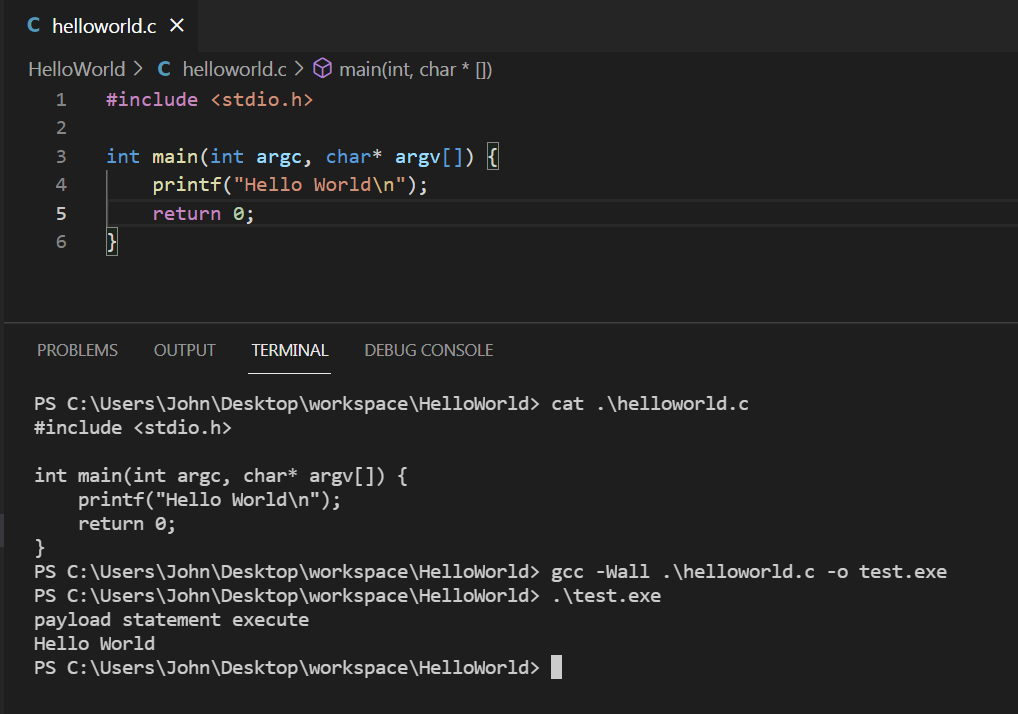 C helloworld.c ×
HelloWorld > C helloworld.c > main(int, char * [])
1 #include <stdio.h>
2
3 int main(int argc, char* argv[]) {
4     printf("Hello World\n");
5     return 0;
6 }
PROBLEMS OUTPUT TERMINAL DEBUG CONSOLE
PS C:\Users\John\Desktop\workspace\HelloWorld> cat .\helloworld.c
#include <stdio.h>

int main(int argc, char* argv[]) {
    printf("Hello World\n");
    return 0;
}
PS C:\Users\John\Desktop\workspace\HelloWorld> gcc -Wall .\helloworld.c -o test.exe
PS C:\Users\John\Desktop\workspace\HelloWorld> .\test.exe
payload statement execute
Hello World
PS C:\Users\John\Desktop\workspace\HelloWorld>